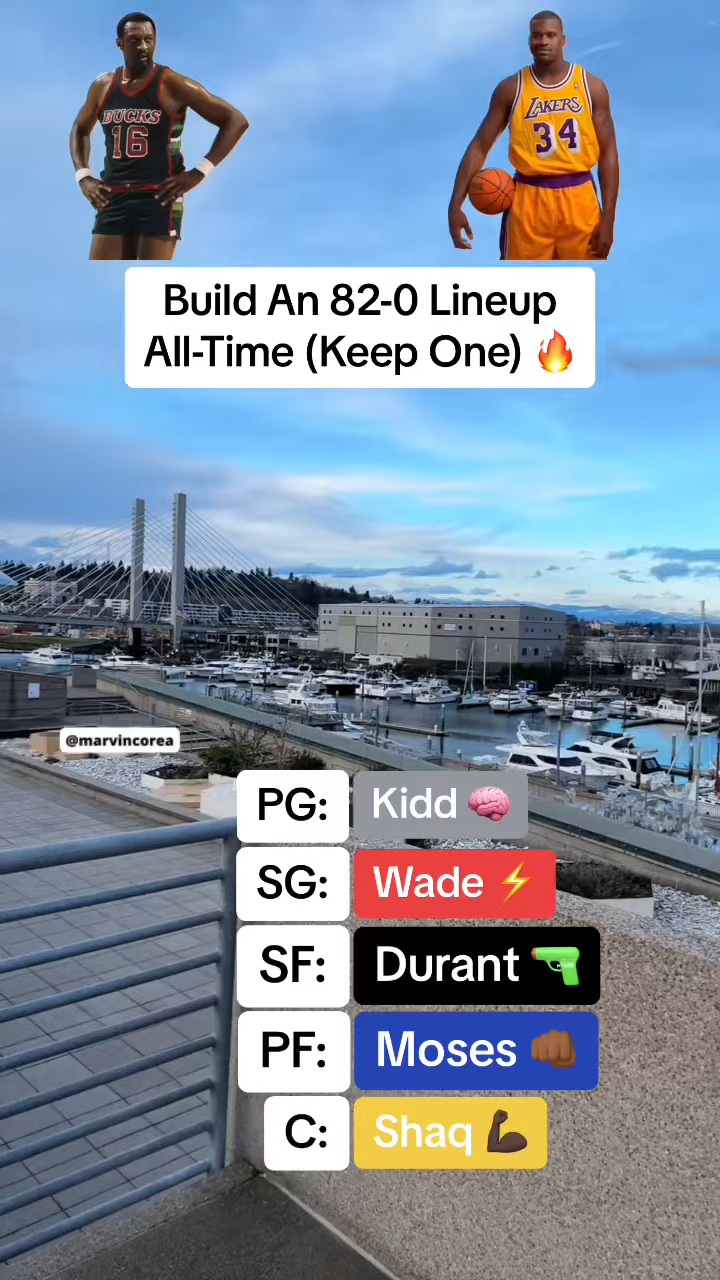 BUCKS
16
LAKERS
34
Build An 82-0 Lineup
All-Time (Keep One) 🔥
@marvincorea
PG: Kidd 🧠
SG: Wade ⚡
SF: Durant 🔫
PF: Moses 👊🏾
C: Shaq 💪🏿